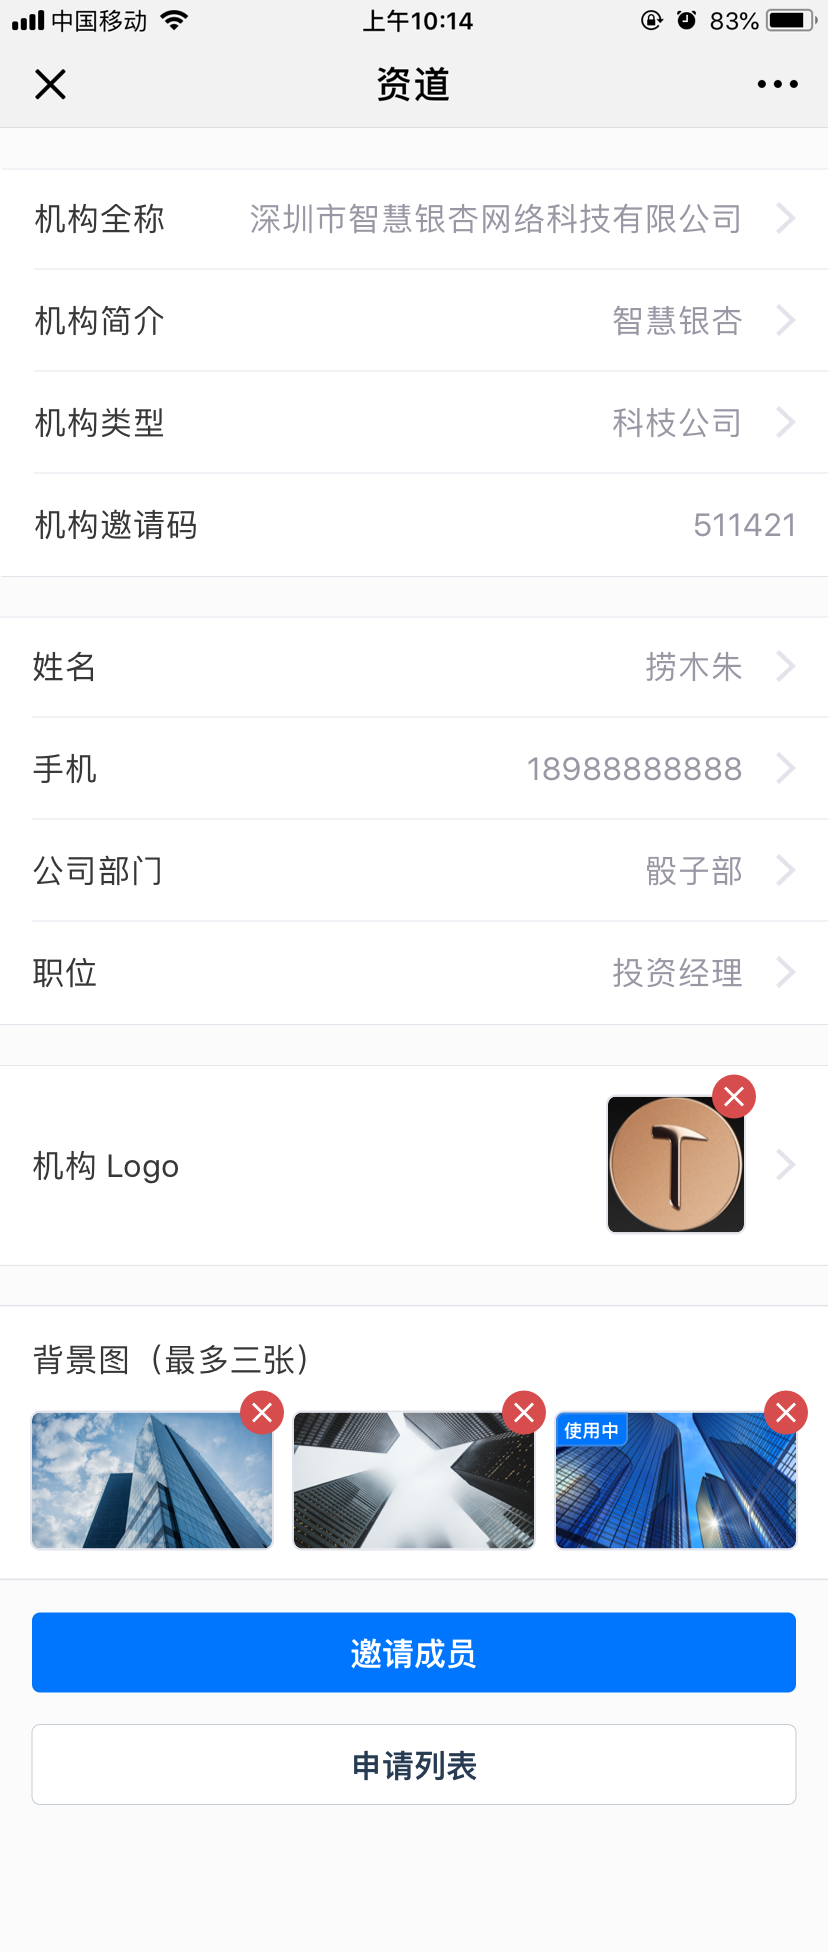 中国移动 上午10:14 83%
资道
机构全称 深圳市智慧银杏网络科技有限公司
机构简介 智慧银杏
机构类型 科枝公司
机构邀请码 511421
姓名 捞木朱
手机 18988888888
公司部门 骰子部
职位 投资经理
机构 Logo T
背景图（最多三张）
使用中
邀请成员
申请列表